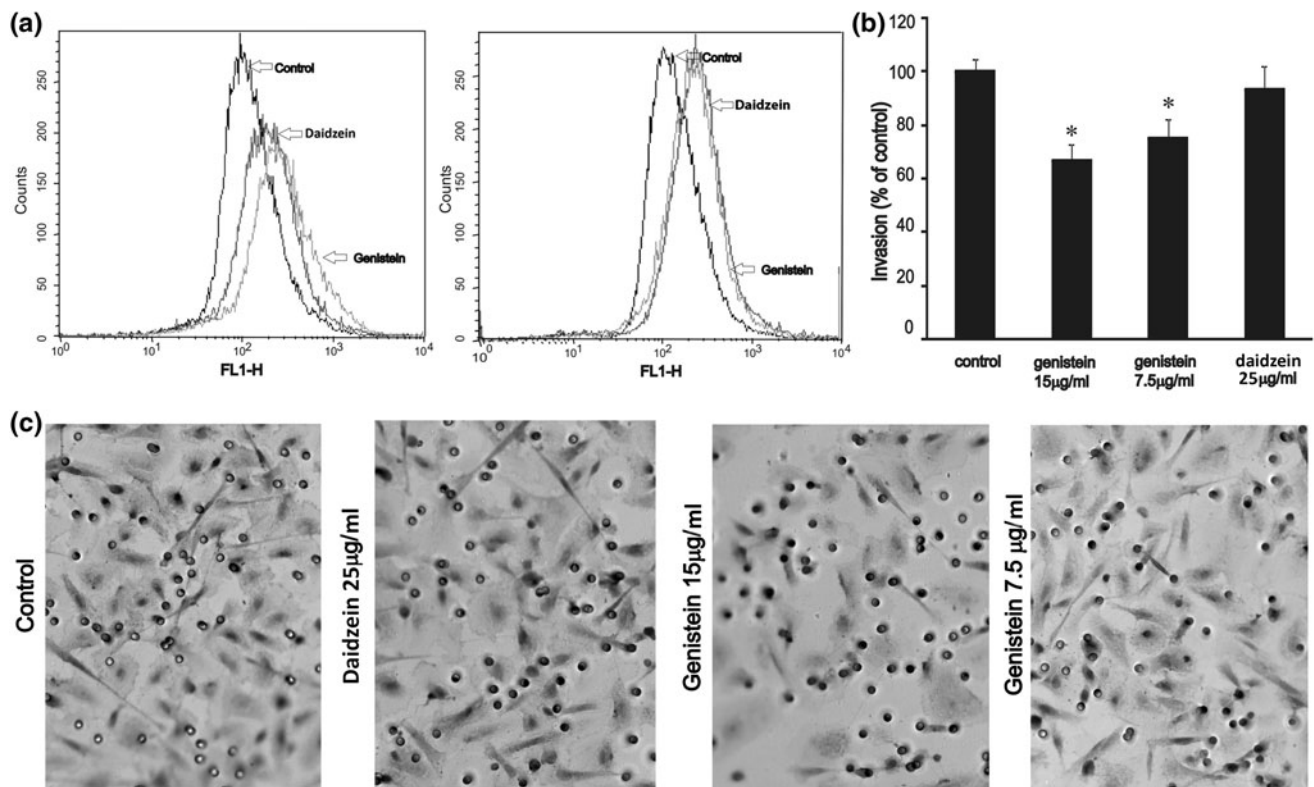 (a)
Counts
250
200
150
100
50
0
Control
Daidzein
Genistein
10⁰
10¹
10²
10³
10⁴
FL1-H
Counts
250
200
150
100
50
0
Control
Daidzein
Genistein
10⁰
10¹
10²
10³
10⁴
FL1-H
(b)
Invasion (% of control)
120
100
80
60
40
20
0
*
*
control
genistein
15µg/ml
genistein
7.5µg/ml
daidzein
25µg/ml
(c)
Control
Daidzein 25µg/ml
Genistein 15µg/ml
Genistein 7.5 µg/ml